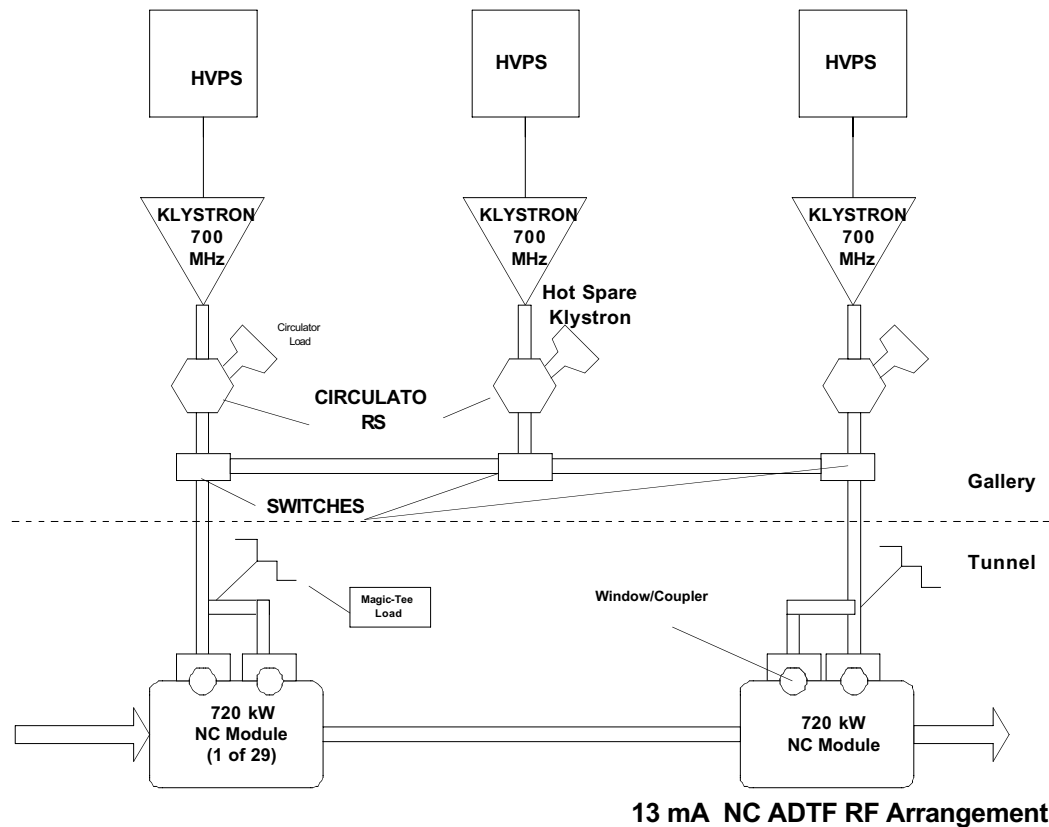 HVPS
HVPS
HVPS
KLYSTRON
700
MHz
KLYSTRON
700
MHz
KLYSTRON
700
MHz
Hot Spare
Klystron
Circulator
Load
CIRCULATO
RS
SWITCHES
Gallery
Tunnel
Magic-Tee
Load
Window/Coupler
720 kW
NC Module
(1 of 29)
720 kW
NC Module
13 mA NC ADTF RF Arrangement